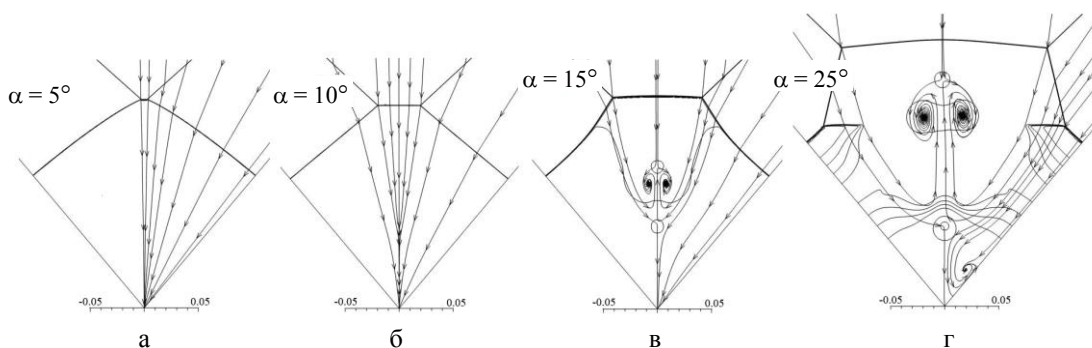 α = 5°
α = 10°
α = 15°
α = 25°
-0.05 0.05
-0.05 0.05
-0.05 0.05
-0.05 0.05
а б в г